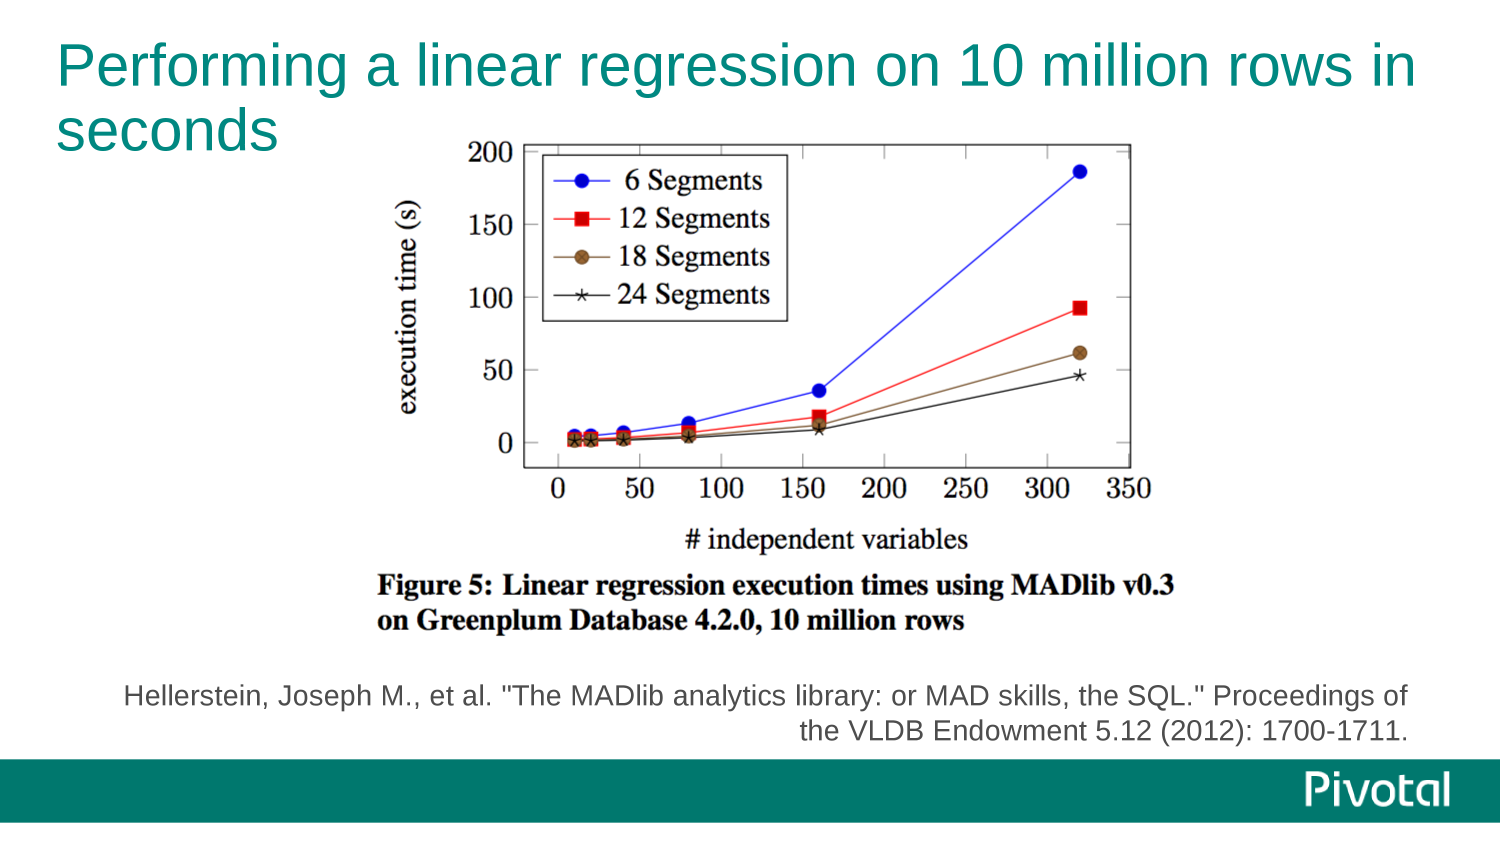 Performing a linear regression on 10 million rows in
seconds
200
150
100
50
0
execution time (s)
6 Segments
12 Segments
18 Segments
24 Segments
0 50 100 150 200 250 300 350
# independent variables
Figure 5: Linear regression execution times using MADlib v0.3
on Greenplum Database 4.2.0, 10 million rows
Hellerstein, Joseph M., et al. "The MADlib analytics library: or MAD skills, the SQL." Proceedings of
the VLDB Endowment 5.12 (2012): 1700-1711.
Pivotal